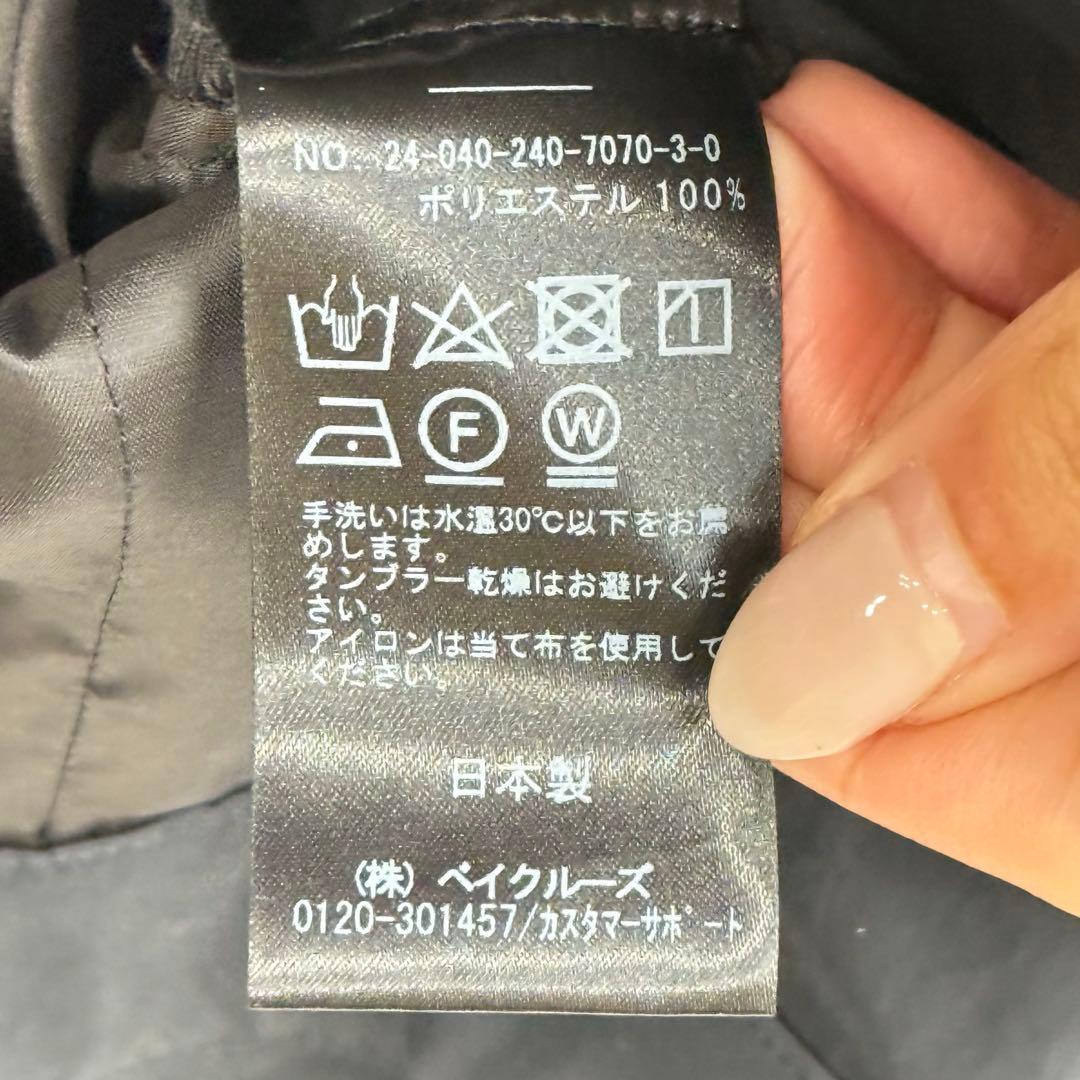 NO. 24-040-240-7070-3-0
ポリエステル 100%
F W
手洗いは水温30℃以下をお薦
めします。
タンブラー乾燥はお避けくだ
さい。
アイロンは当て布を使用して
ください。
日本製
(株) ベイクルーズ
0120-301457/カスタマーサポート